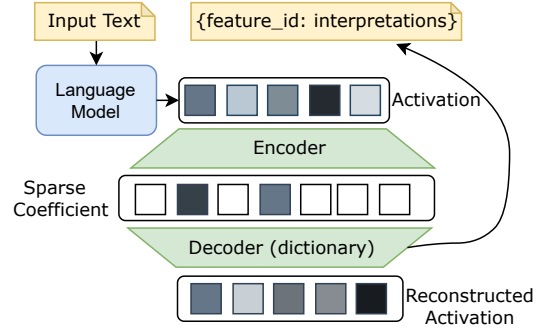 Input Text
{feature_id: interpretations}
Language
Model
Activation
Encoder
Sparse
Coefficient
Decoder (dictionary)
Reconstructed
Activation